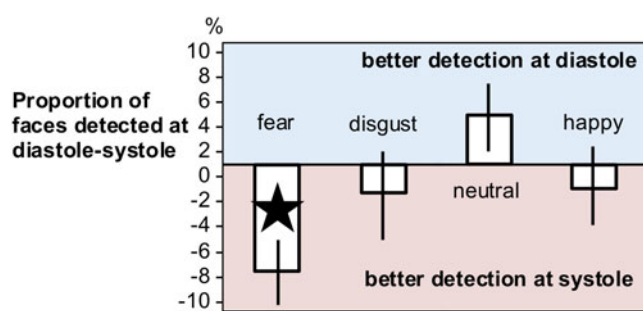 %
10
8
6
4
2
0
-2
-4
-6
-8
-10
Proportion of
faces detected at
diastole-systole
better detection at diastole
fear
disgust
happy
neutral
better detection at systole